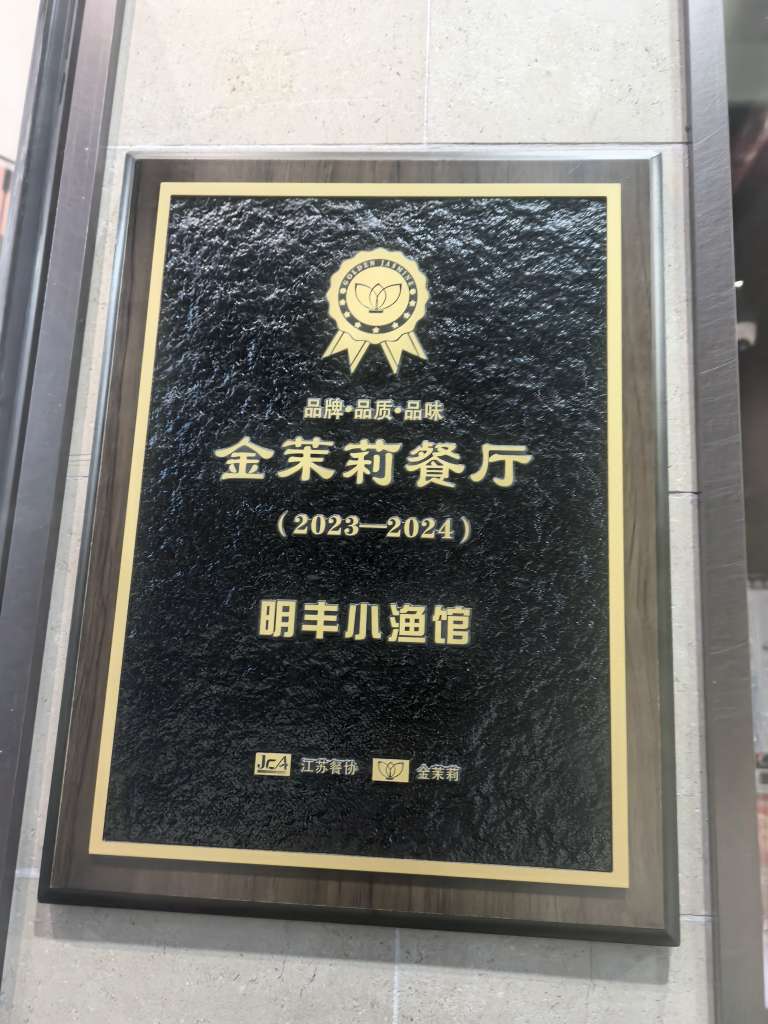 GOLDEN JASMINE
品牌·品质·品味
金茉莉餐厅
（2023—2024）
明丰小渔馆
JCA 江苏餐协 金茉莉